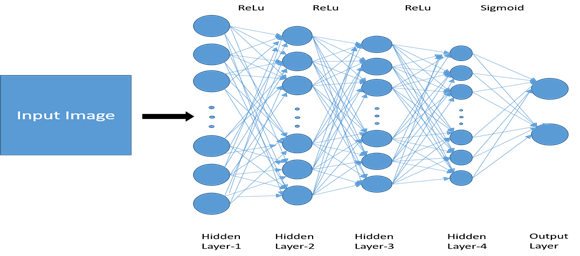 ReLu ReLu ReLu Sigmoid
Input Image
Hidden Layer-1
Hidden Layer-2
Hidden Layer-3
Hidden Layer-4
Output Layer